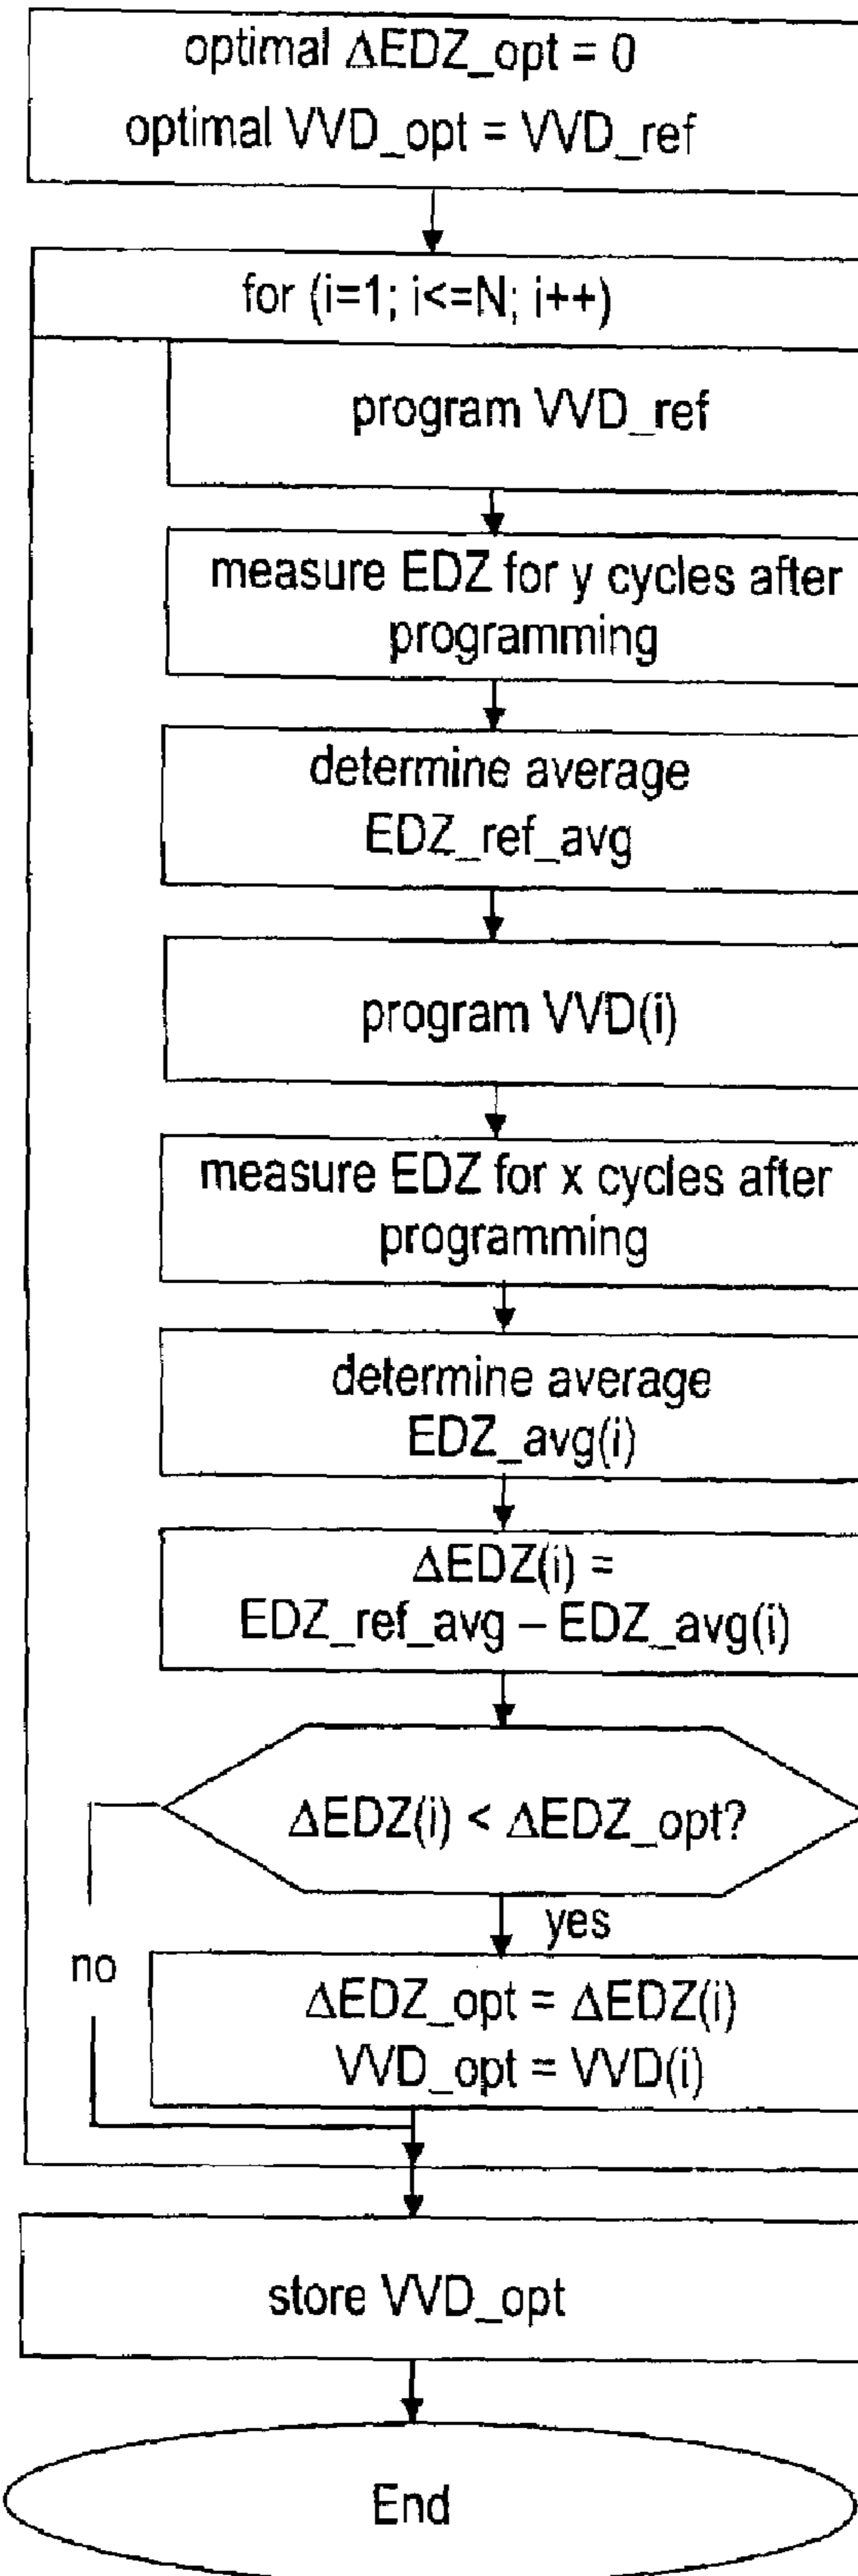 optimal ΔEDZ_opt = 0
optimal VVD_opt = VVD_ref
for (i=1; i<=N; i++)
program VVD_ref
measure EDZ for y cycles after
programming
determine average
EDZ_ref_avg
program VVD(i)
measure EDZ for x cycles after
programming
determine average
EDZ_avg(i)
ΔEDZ(i) =
EDZ_ref_avg – EDZ_avg(i)
ΔEDZ(i) < ΔEDZ_opt?
yes
no
ΔEDZ_opt = ΔEDZ(i)
VVD_opt = VVD(i)
store VVD_opt
End